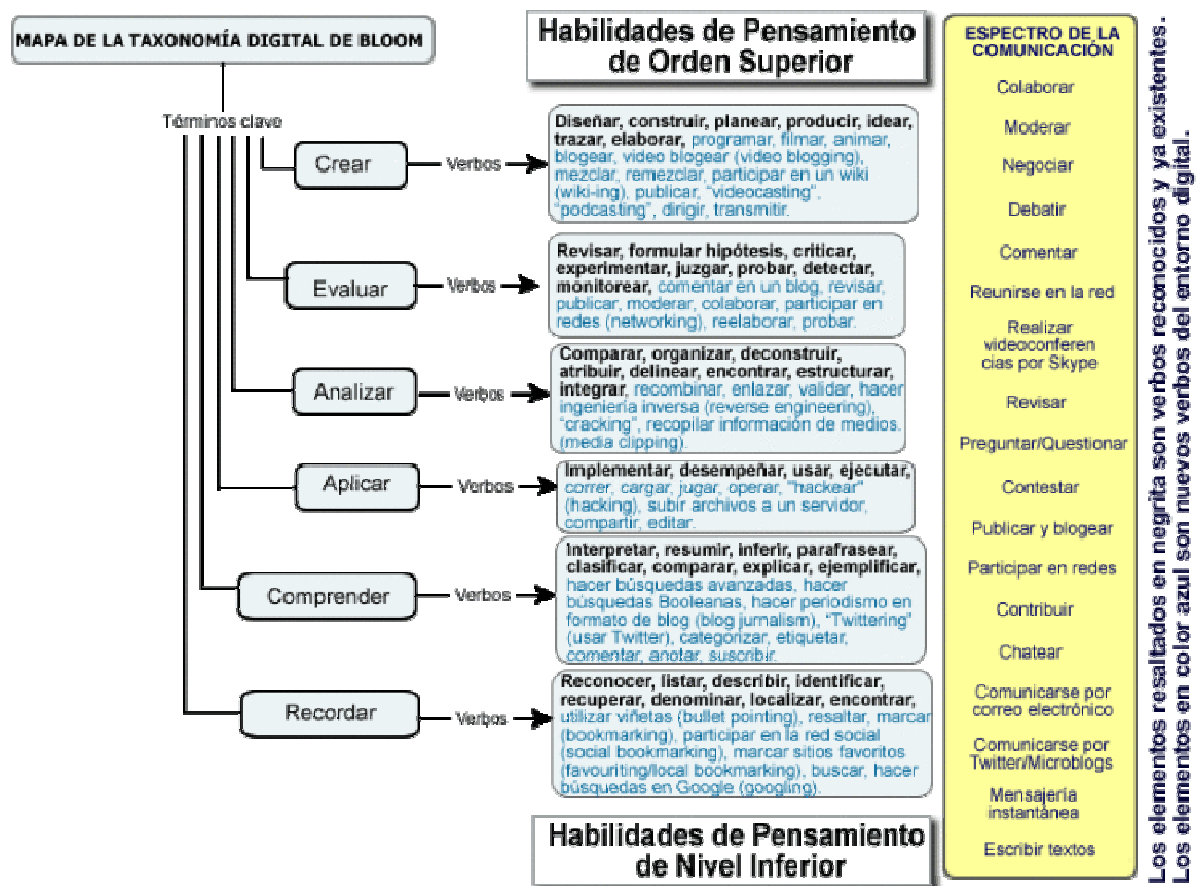 MAPA DE LA TAXONOMÍA DIGITAL DE BLOOM
Términos clave
Habilidades de Pensamiento
de Orden Superior
Crear
Verbos
Diseñar, construir, planear, producir, idear,
trazar, elaborar, programar, filmar, animar,
blogear, video blogear (video blogging),
mezclar, remezclar, participar en un wiki
(wiki-ing), publicar, “videocasting”,
“podcasting”, dirigir, transmitir.
Evaluar
Verbos
Revisar, formular hipótesis, criticar,
experimentar, juzgar, probar, detectar,
monitorear, comentar en un blog, revisar,
publicar, moderar, colaborar, participar en
redes (networking), reelaborar, probar.
Analizar
Verbos
Comparar, organizar, deconstruir,
atribuir, delinear, encontrar, estructurar,
integrar, recombinar, enlazar, validar, hacer
ingeniería inversa (reverse engineering),
“cracking”, recopilar información de medios.
(media clipping).
Aplicar
Verbos
Implementar, desempeñar, usar, ejecutar,
correr, cargar, jugar, operar, "hackear"
(hacking), subir archivos a un servidor,
compartir, editar.
Comprender
Verbos
Interpretar, resumir, inferir, parafrasear,
clasificar, comparar, explicar, ejemplificar,
hacer búsquedas avanzadas, hacer
búsquedas Booleanas, hacer periodismo en
formato de blog (blog jurnalism), “Twittering”
(usar Twitter), categorizar, etiquetar,
comentar, anotar, suscribir.
Recordar
Verbos
Reconocer, listar, describir, identificar,
recuperar, denominar, localizar, encontrar,
utilizar viñetas (bullet pointing), resaltar, marcar
(bookmarking), participar en la red social
(social bookmarking), marcar sitios favoritos
(favouriting/local bookmarking), buscar, hacer
búsquedas en Google (googling).
Habilidades de Pensamiento
de Nivel Inferior
ESPECTRO DE LA
COMUNICACIÓN
Colaborar
Moderar
Negociar
Debatir
Comentar
Reunirse en la red
Realizar
videoconferen
cias por Skype
Revisar
Preguntar/Questionar
Contestar
Publicar y blogear
Participar en redes
Contribuir
Chatear
Comunicarse por
correo electrónico
Comunicarse por
Twitter/Microblogs
Mensajería
instantánea
Escribir textos
Los elementos resaltados en negrita son verbos reconocidos y ya existentes.
Los elementos en color azul son nuevos verbos del entorno digital.